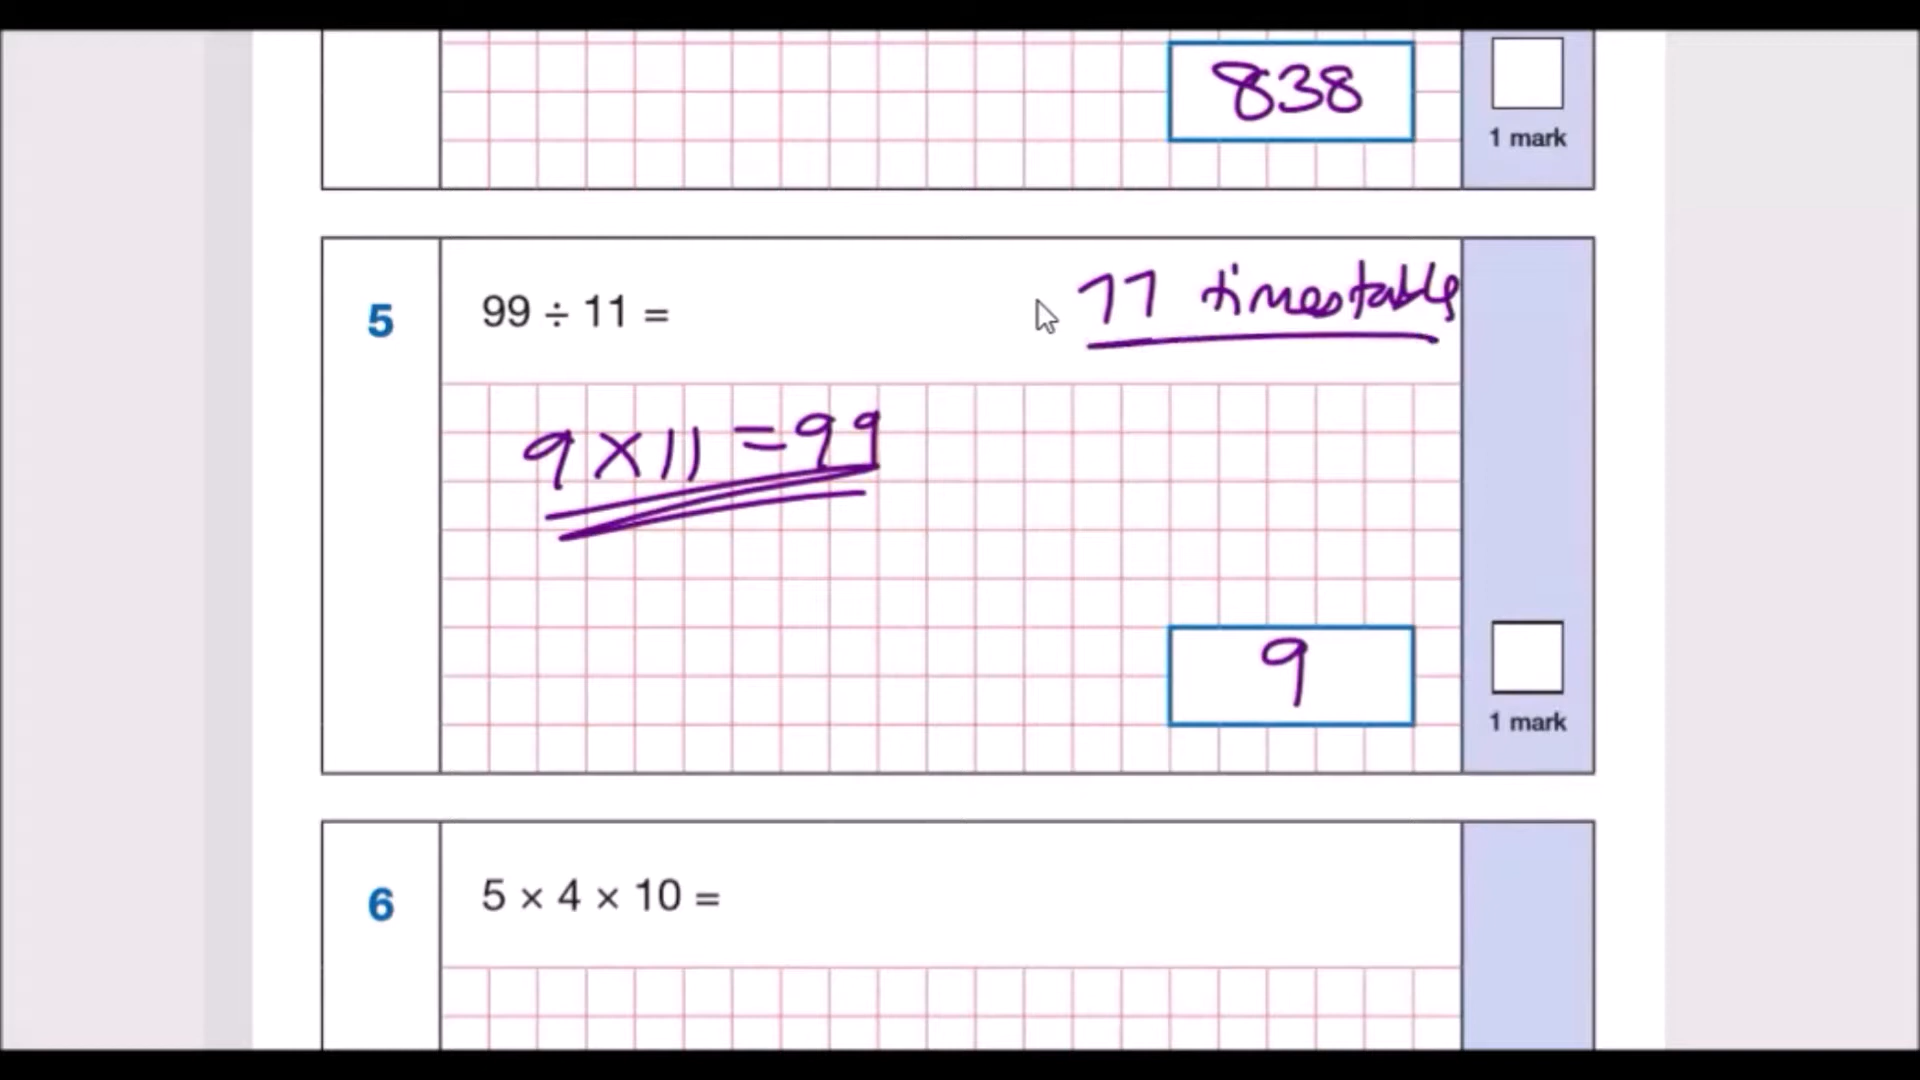 838
1 mark
5
99 ÷ 11 =
11 timestable
9 × 11 = 99
9
1 mark
6
5 × 4 × 10 =